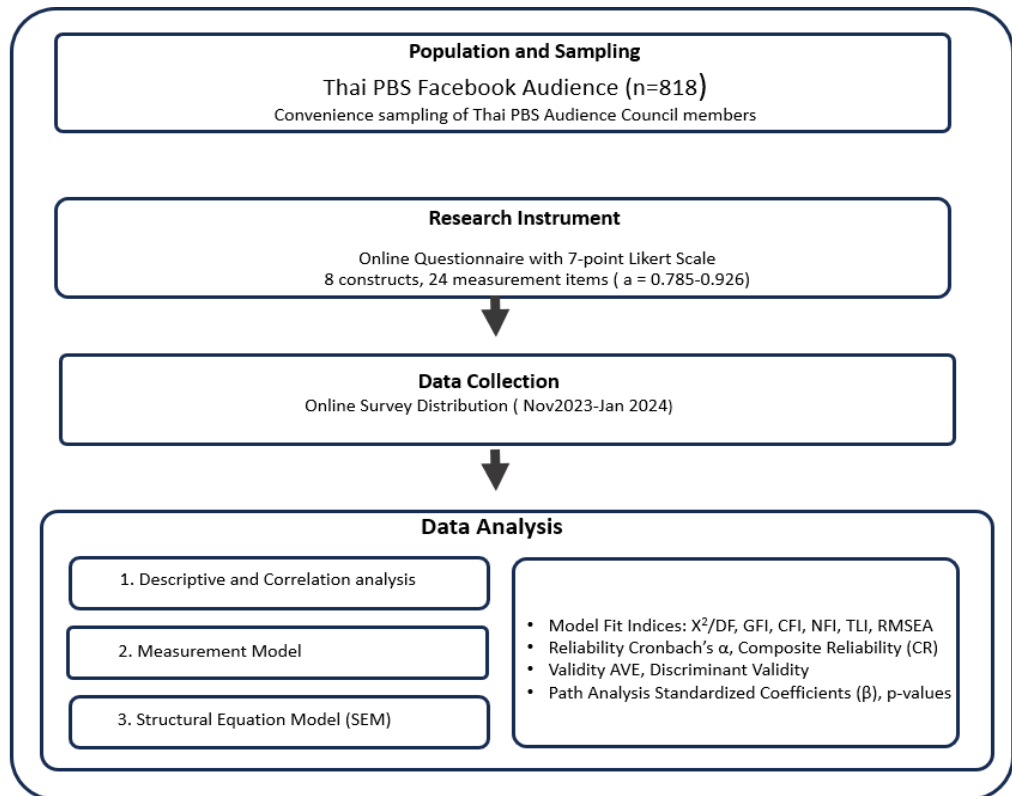 Population and Sampling
Thai PBS Facebook Audience (n=818)
Convenience sampling of Thai PBS Audience Council members
Research Instrument
Online Questionnaire with 7-point Likert Scale
8 constructs, 24 measurement items ( a = 0.785-0.926)
Data Collection
Online Survey Distribution ( Nov2023-Jan 2024)
Data Analysis
1. Descriptive and Correlation analysis
2. Measurement Model
3. Structural Equation Model (SEM)
• Model Fit Indices: X²/DF, GFI, CFI, NFI, TLI, RMSEA
• Reliability Cronbach's α, Composite Reliability (CR)
• Validity AVE, Discriminant Validity
• Path Analysis Standardized Coefficients (β), p-values